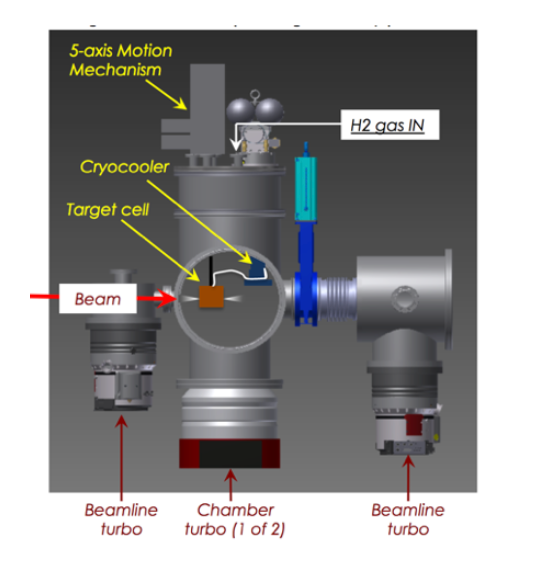 5-axis Motion
Mechanism
H2 gas IN
Cryocooler
Target cell
Beam
Beamline
turbo
Chamber
turbo (1 of 2)
Beamline
turbo